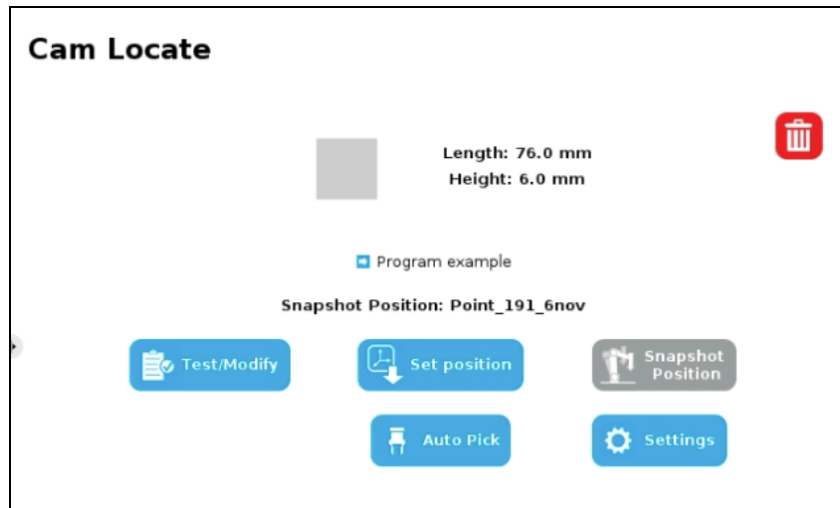 Cam Locate
Length: 76.0 mm
Height: 6.0 mm
Program example
Snapshot Position: Point_191_6nov
Test/Modify
Set position
Snapshot
Position
Auto Pick
Settings